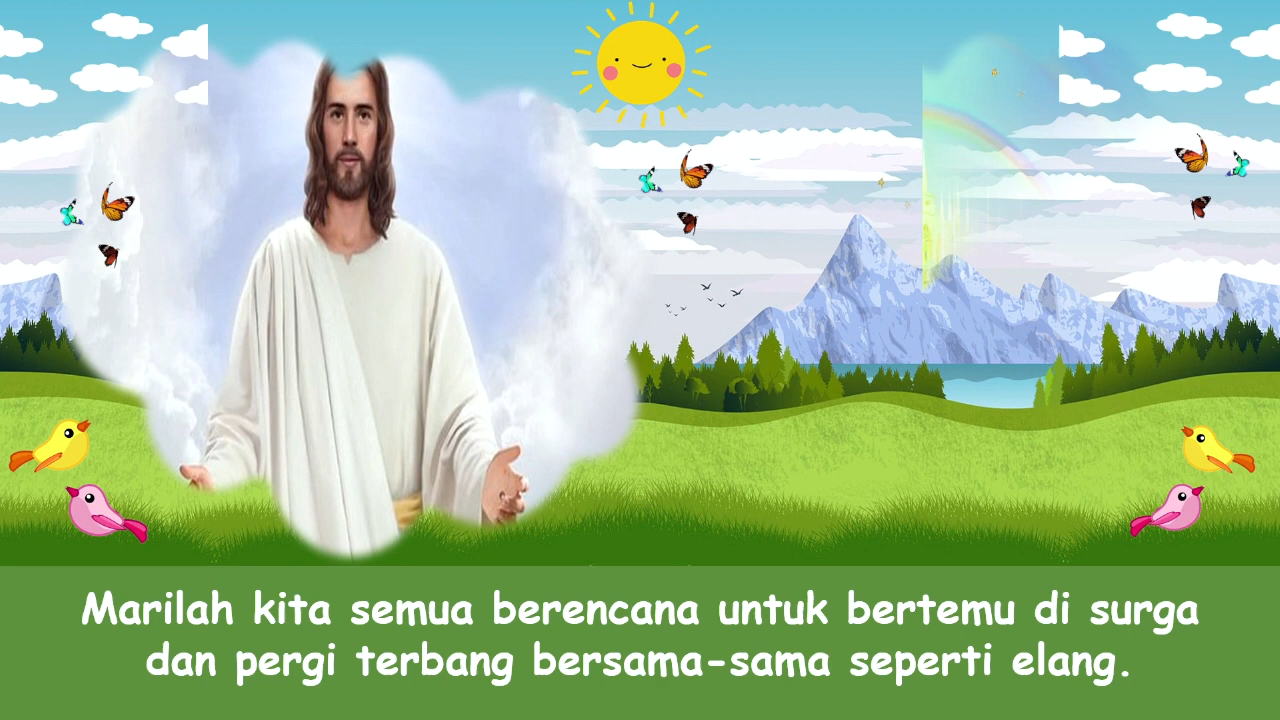 Marilah kita semua berencana untuk bertemu di surga
dan pergi terbang bersama-sama seperti elang.